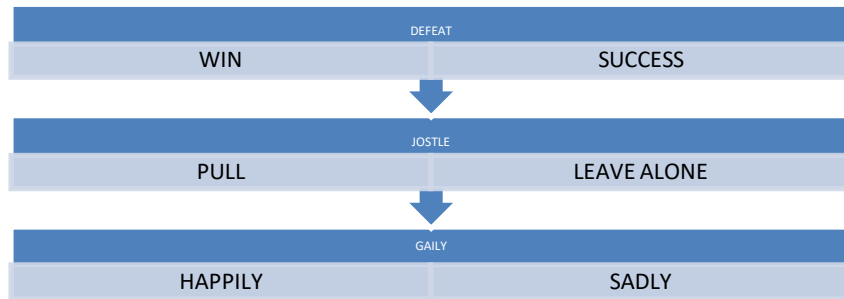 DEFEAT
WIN SUCCESS
JOSTLE
PULL LEAVE ALONE
GAILY
HAPPILY SADLY